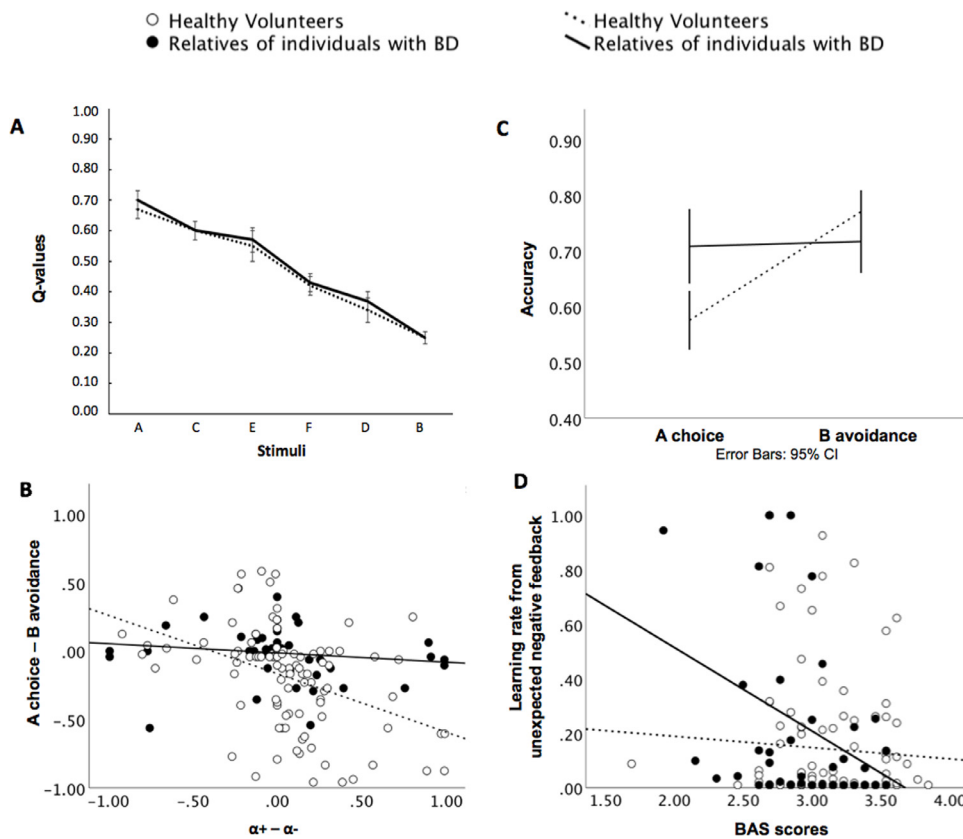 Healthy Volunteers
Relatives of individuals with BD
Healthy Volunteers
Relatives of individuals with BD
A
1.00
0.90
0.80
0.70
0.60
0.50
0.40
0.30
0.20
0.10
0.00
Q-values
A C E F D B
Stimuli
C
0.90
0.80
0.70
0.60
0.50
0.40
Accuracy
A choice B avoidance
Error Bars: 95% CI
B
1.00
.50
.00
-.50
-1.00
A choice – B avoidance
-1.00 -.50 .00 .50 1.00
α+ – α-
D
1.00
.80
.60
.40
.20
.00
Learning rate from
unexpected negative feedback
1.50 2.00 2.50 3.00 3.50 4.00
BAS scores